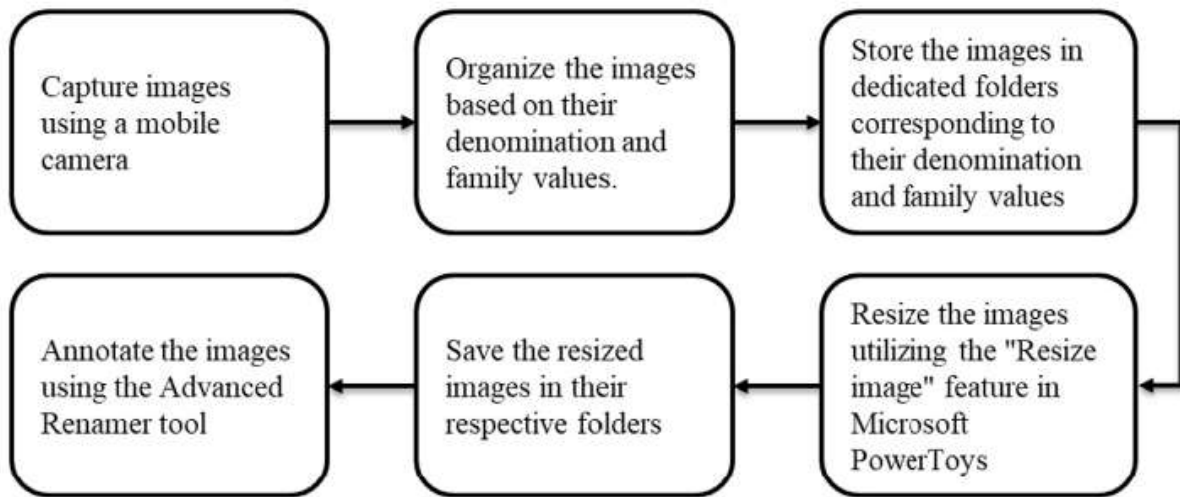 Capture images
using a mobile
camera
Organize the images
based on their
denomination and
family values.
Store the images in
dedicated folders
corresponding to
their denomination
and family values
Resize the images
utilizing the "Resize
image" feature in
Microsoft
PowerToys
Save the resized
images in their
respective folders
Annotate the images
using the Advanced
Renamer tool